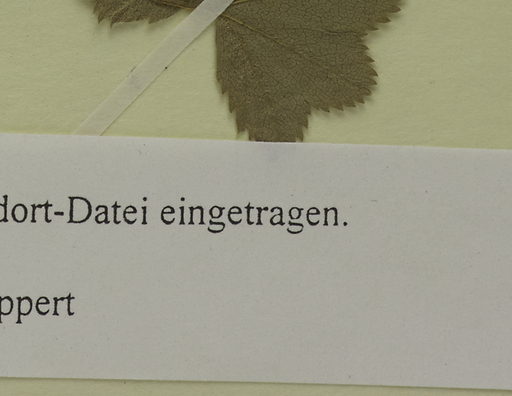 dort-Datei eingetragen.
ppert